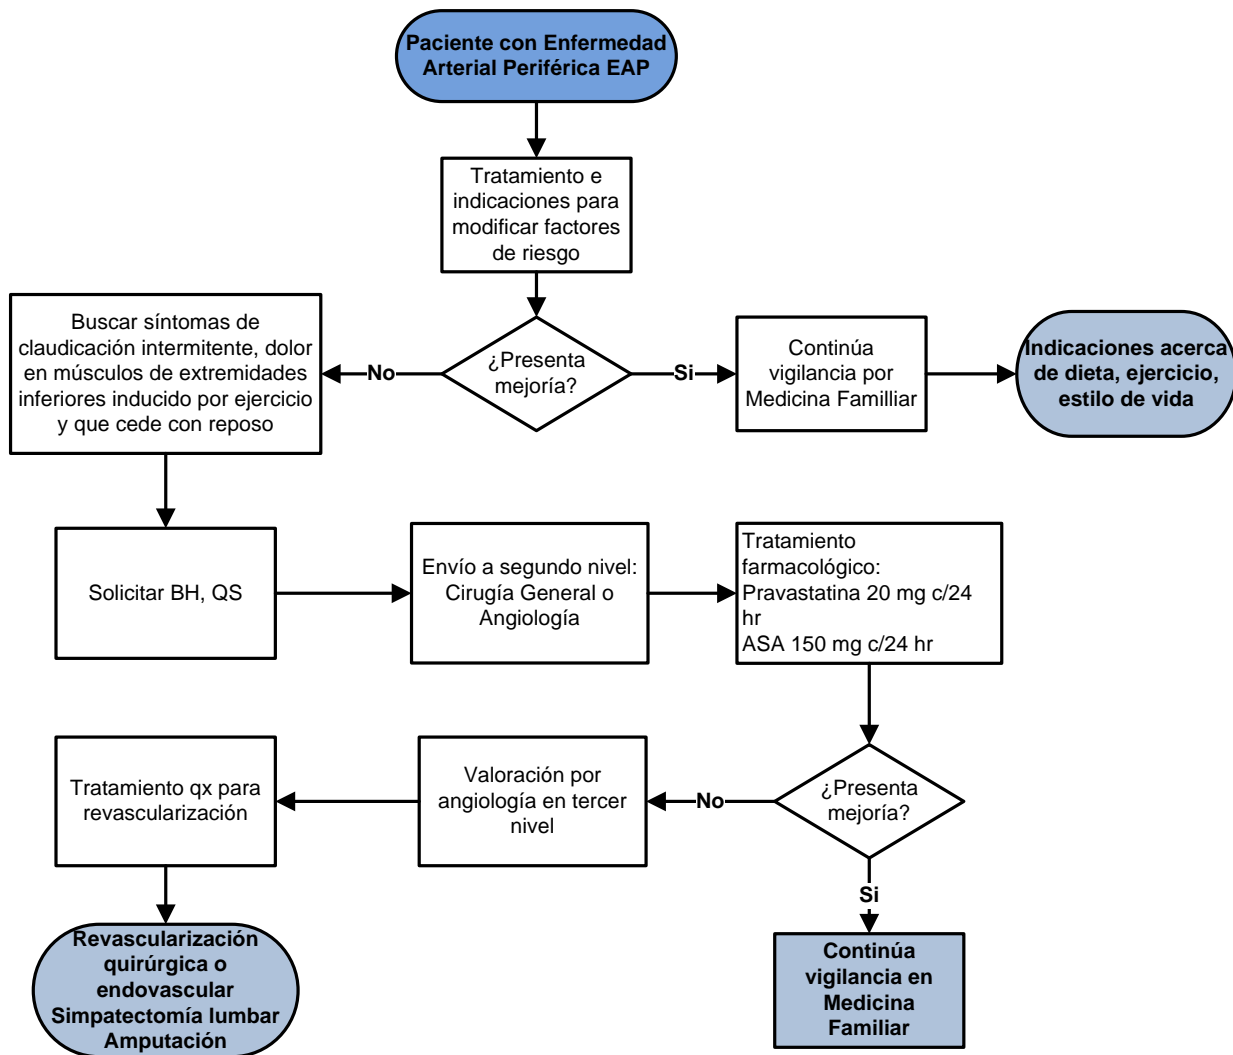 Paciente con Enfermedad
Arterial Periférica EAP
Tratamiento e
indicaciones para
modificar factores
de riesgo
Buscar síntomas de
claudicación intermitente, dolor
en músculos de extremidades
inferiores inducido por ejercicio
y que cede con reposo
No
¿Presenta
mejoría?
Si
Continúa
vigilancia por
Medicina Familliar
Indicaciones acerca
de dieta, ejercicio,
estilo de vida
Solicitar BH, QS
Envío a segundo nivel:
Cirugía General o
Angiología
Tratamiento
farmacológico:
Pravastatina 20 mg c/24
hr
ASA 150 mg c/24 hr
Tratamiento qx para
revascularización
Valoración por
angiología en tercer
nivel
No
¿Presenta
mejoría?
Si
Revascularización
quirúrgica o
endovascular
Simpatectomía lumbar
Amputación
Continúa
vigilancia en
Medicina
Familiar